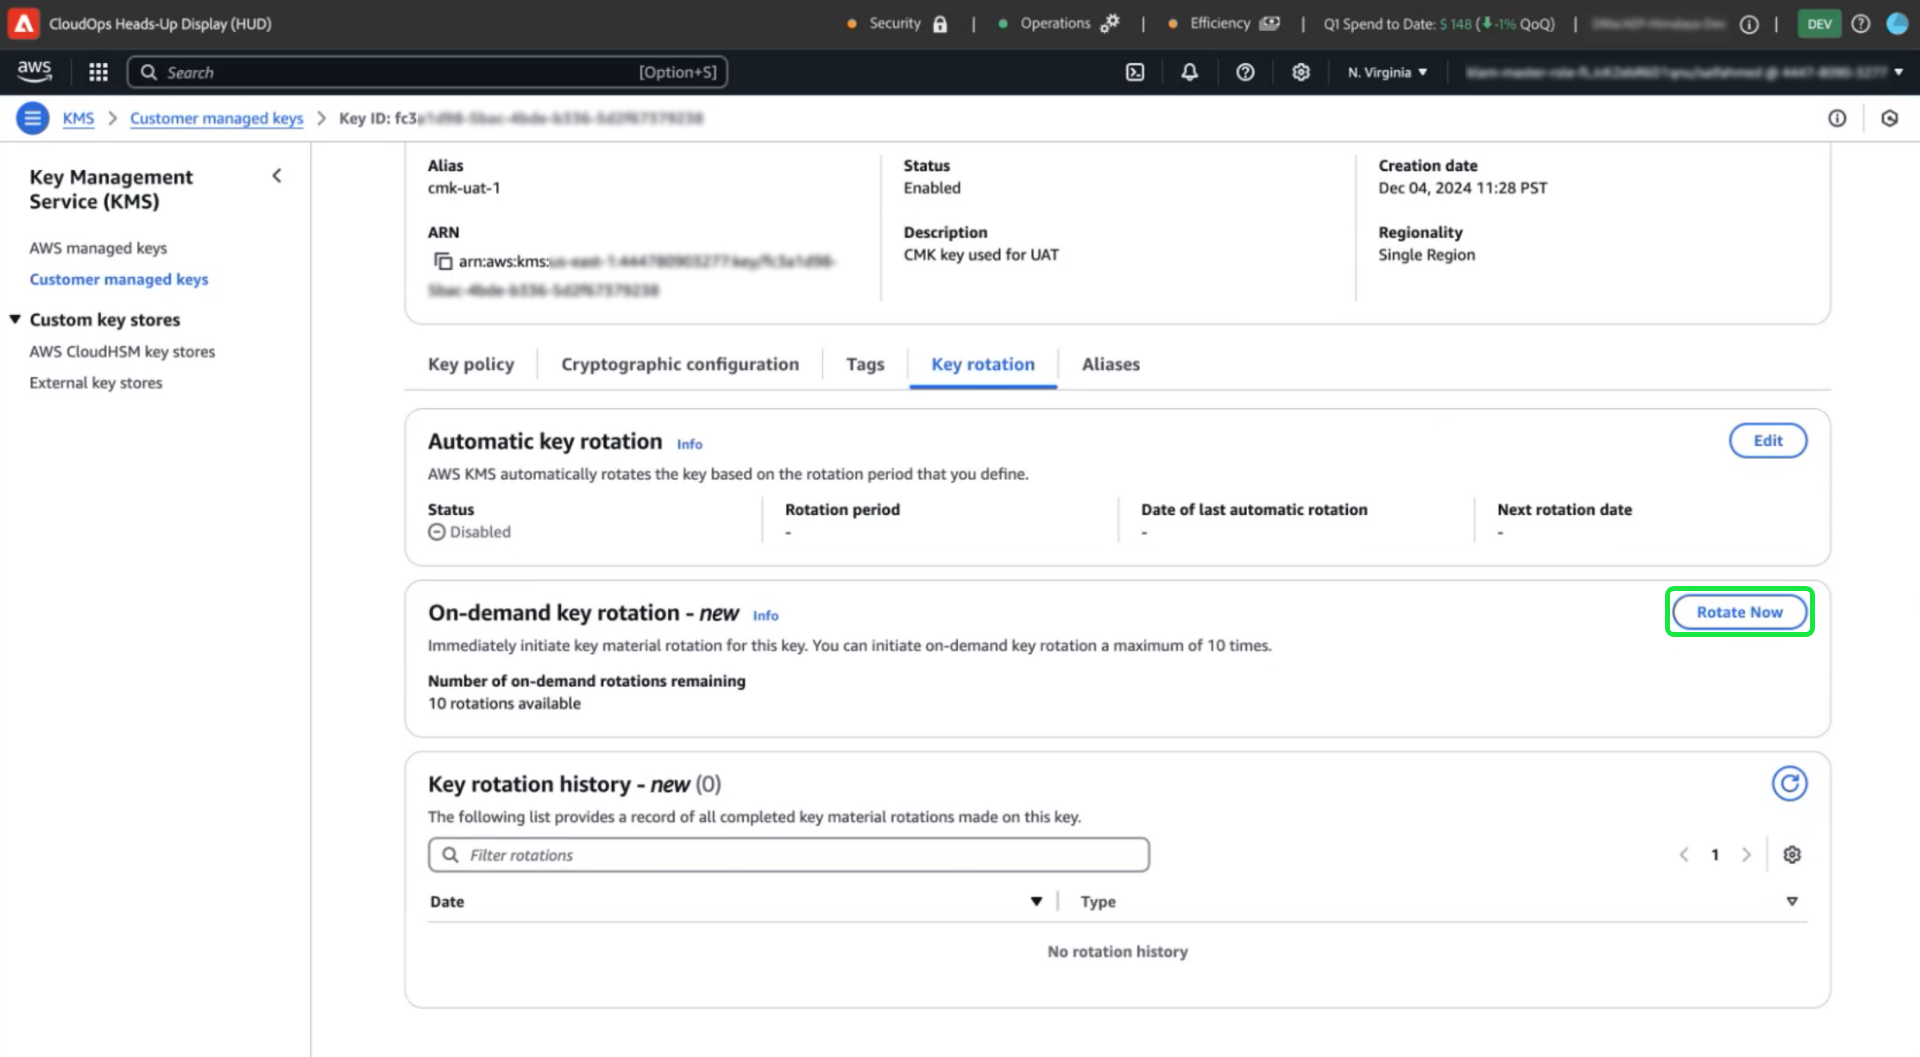 CloudOps Heads-Up Display (HUD)
Security
|
Operations
|
Efficiency
|
Q1 Spend to Date: $ 148 (⬇-1% QoQ)
|
|
DEV
aws
Search
[Option+S]
N. Virginia
KMS
Customer managed keys
Key ID: fc3
Key Management
Service (KMS)
AWS managed keys
Customer managed keys
Custom key stores
AWS CloudHSM key stores
External key stores
Alias
cmk-uat-1
Status
Enabled
Creation date
Dec 04, 2024 11:28 PST
ARN
arn:aws:kms:
Description
CMK key used for UAT
Regionality
Single Region
Key policy
Cryptographic configuration
Tags
Key rotation
Aliases
Automatic key rotation Info
Edit
AWS KMS automatically rotates the key based on the rotation period that you define.
Status
Disabled
Rotation period
-
Date of last automatic rotation
-
Next rotation date
-
On-demand key rotation - new Info
Rotate Now
Immediately initiate key material rotation for this key. You can initiate on-demand key rotation a maximum of 10 times.
Number of on-demand rotations remaining
10 rotations available
Key rotation history - new (0)
The following list provides a record of all completed key material rotations made on this key.
Filter rotations
1
Date
Type
No rotation history